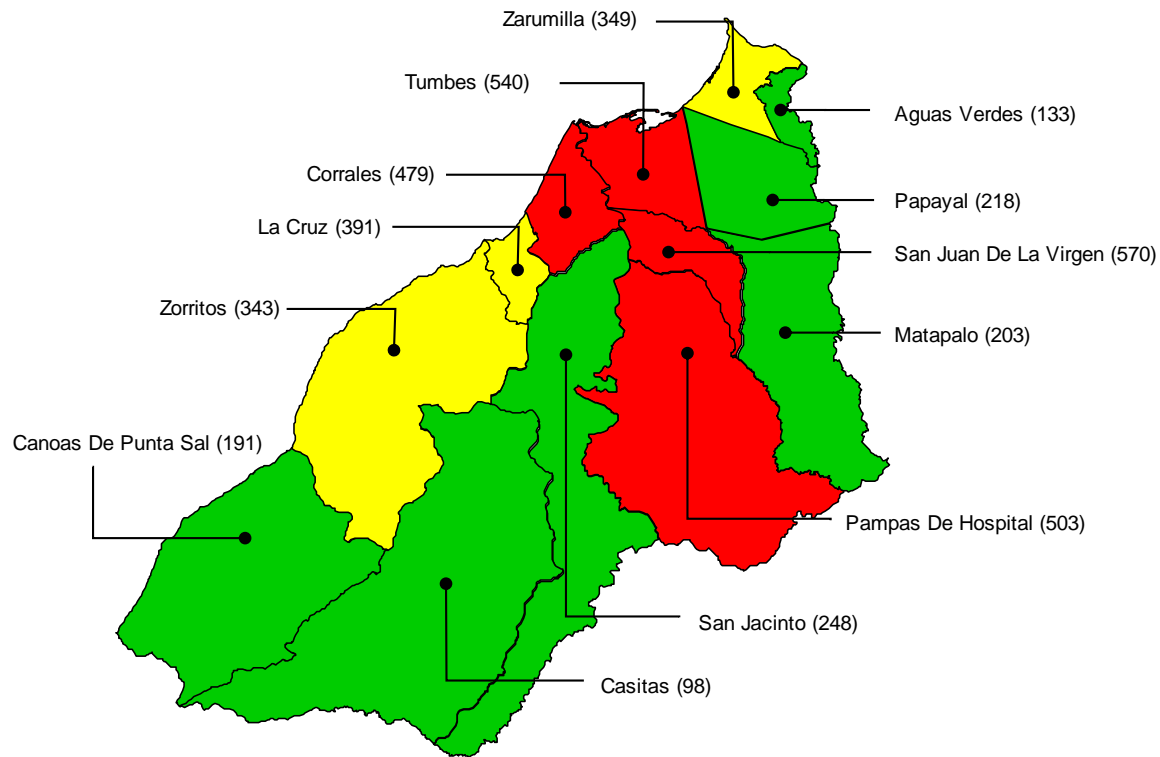 Zarumilla (349)
Tumbes (540)
Aguas Verdes (133)
Corrales (479)
Papayal (218)
La Cruz (391)
San Juan De La Virgen (570)
Zorritos (343)
Matapalo (203)
Canoas De Punta Sal (191)
Pampas De Hospital (503)
San Jacinto (248)
Casitas (98)